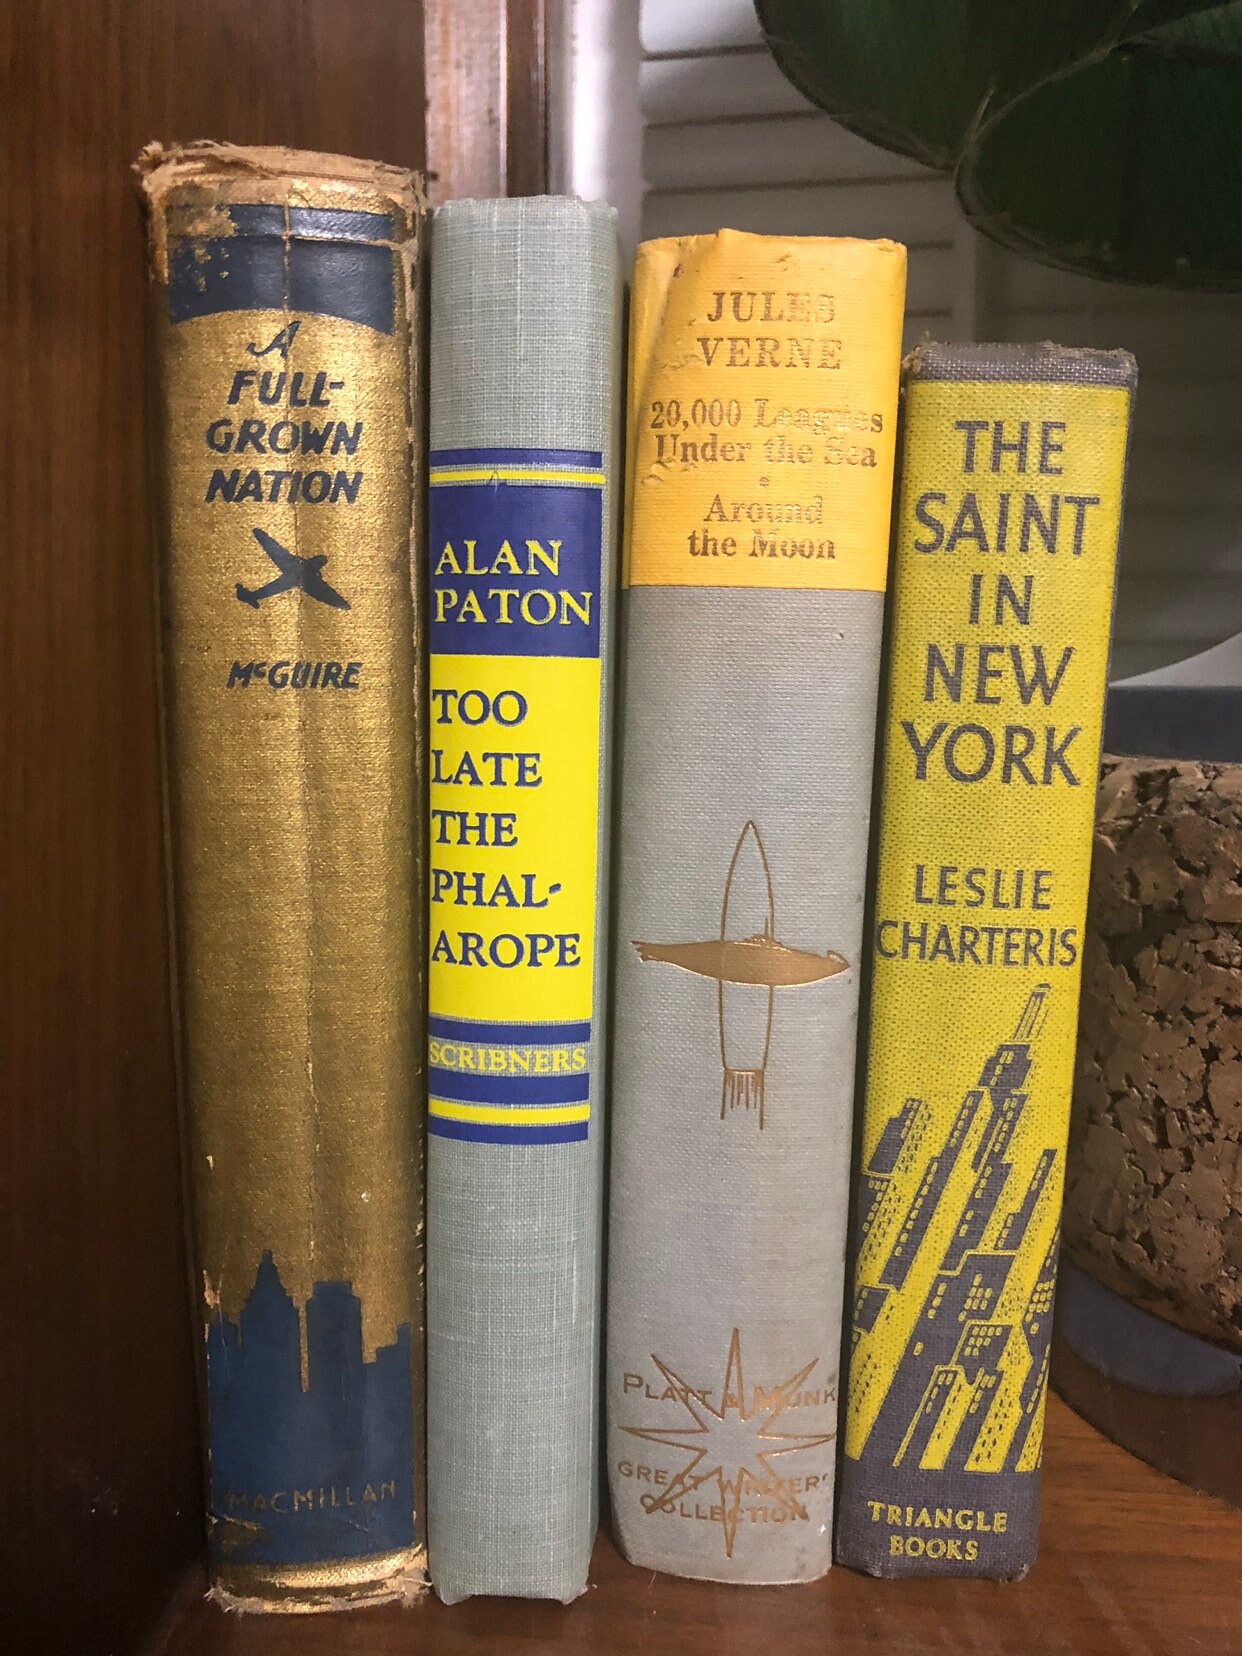 A
FULL-
GROWN
NATION
McGUIRE
MACMILLAN
ALAN
PATON
TOO
LATE
THE
PHAL-
AROPE
SCRIBNERS
JULES
VERNE
20,000 Leagues
Under the Sea
Around
the Moon
PLATT & MUNK
GREAT WRITERS
COLLECTION
THE
SAINT
IN
NEW
YORK
LESLIE
CHARTERIS
TRIANGLE
BOOKS